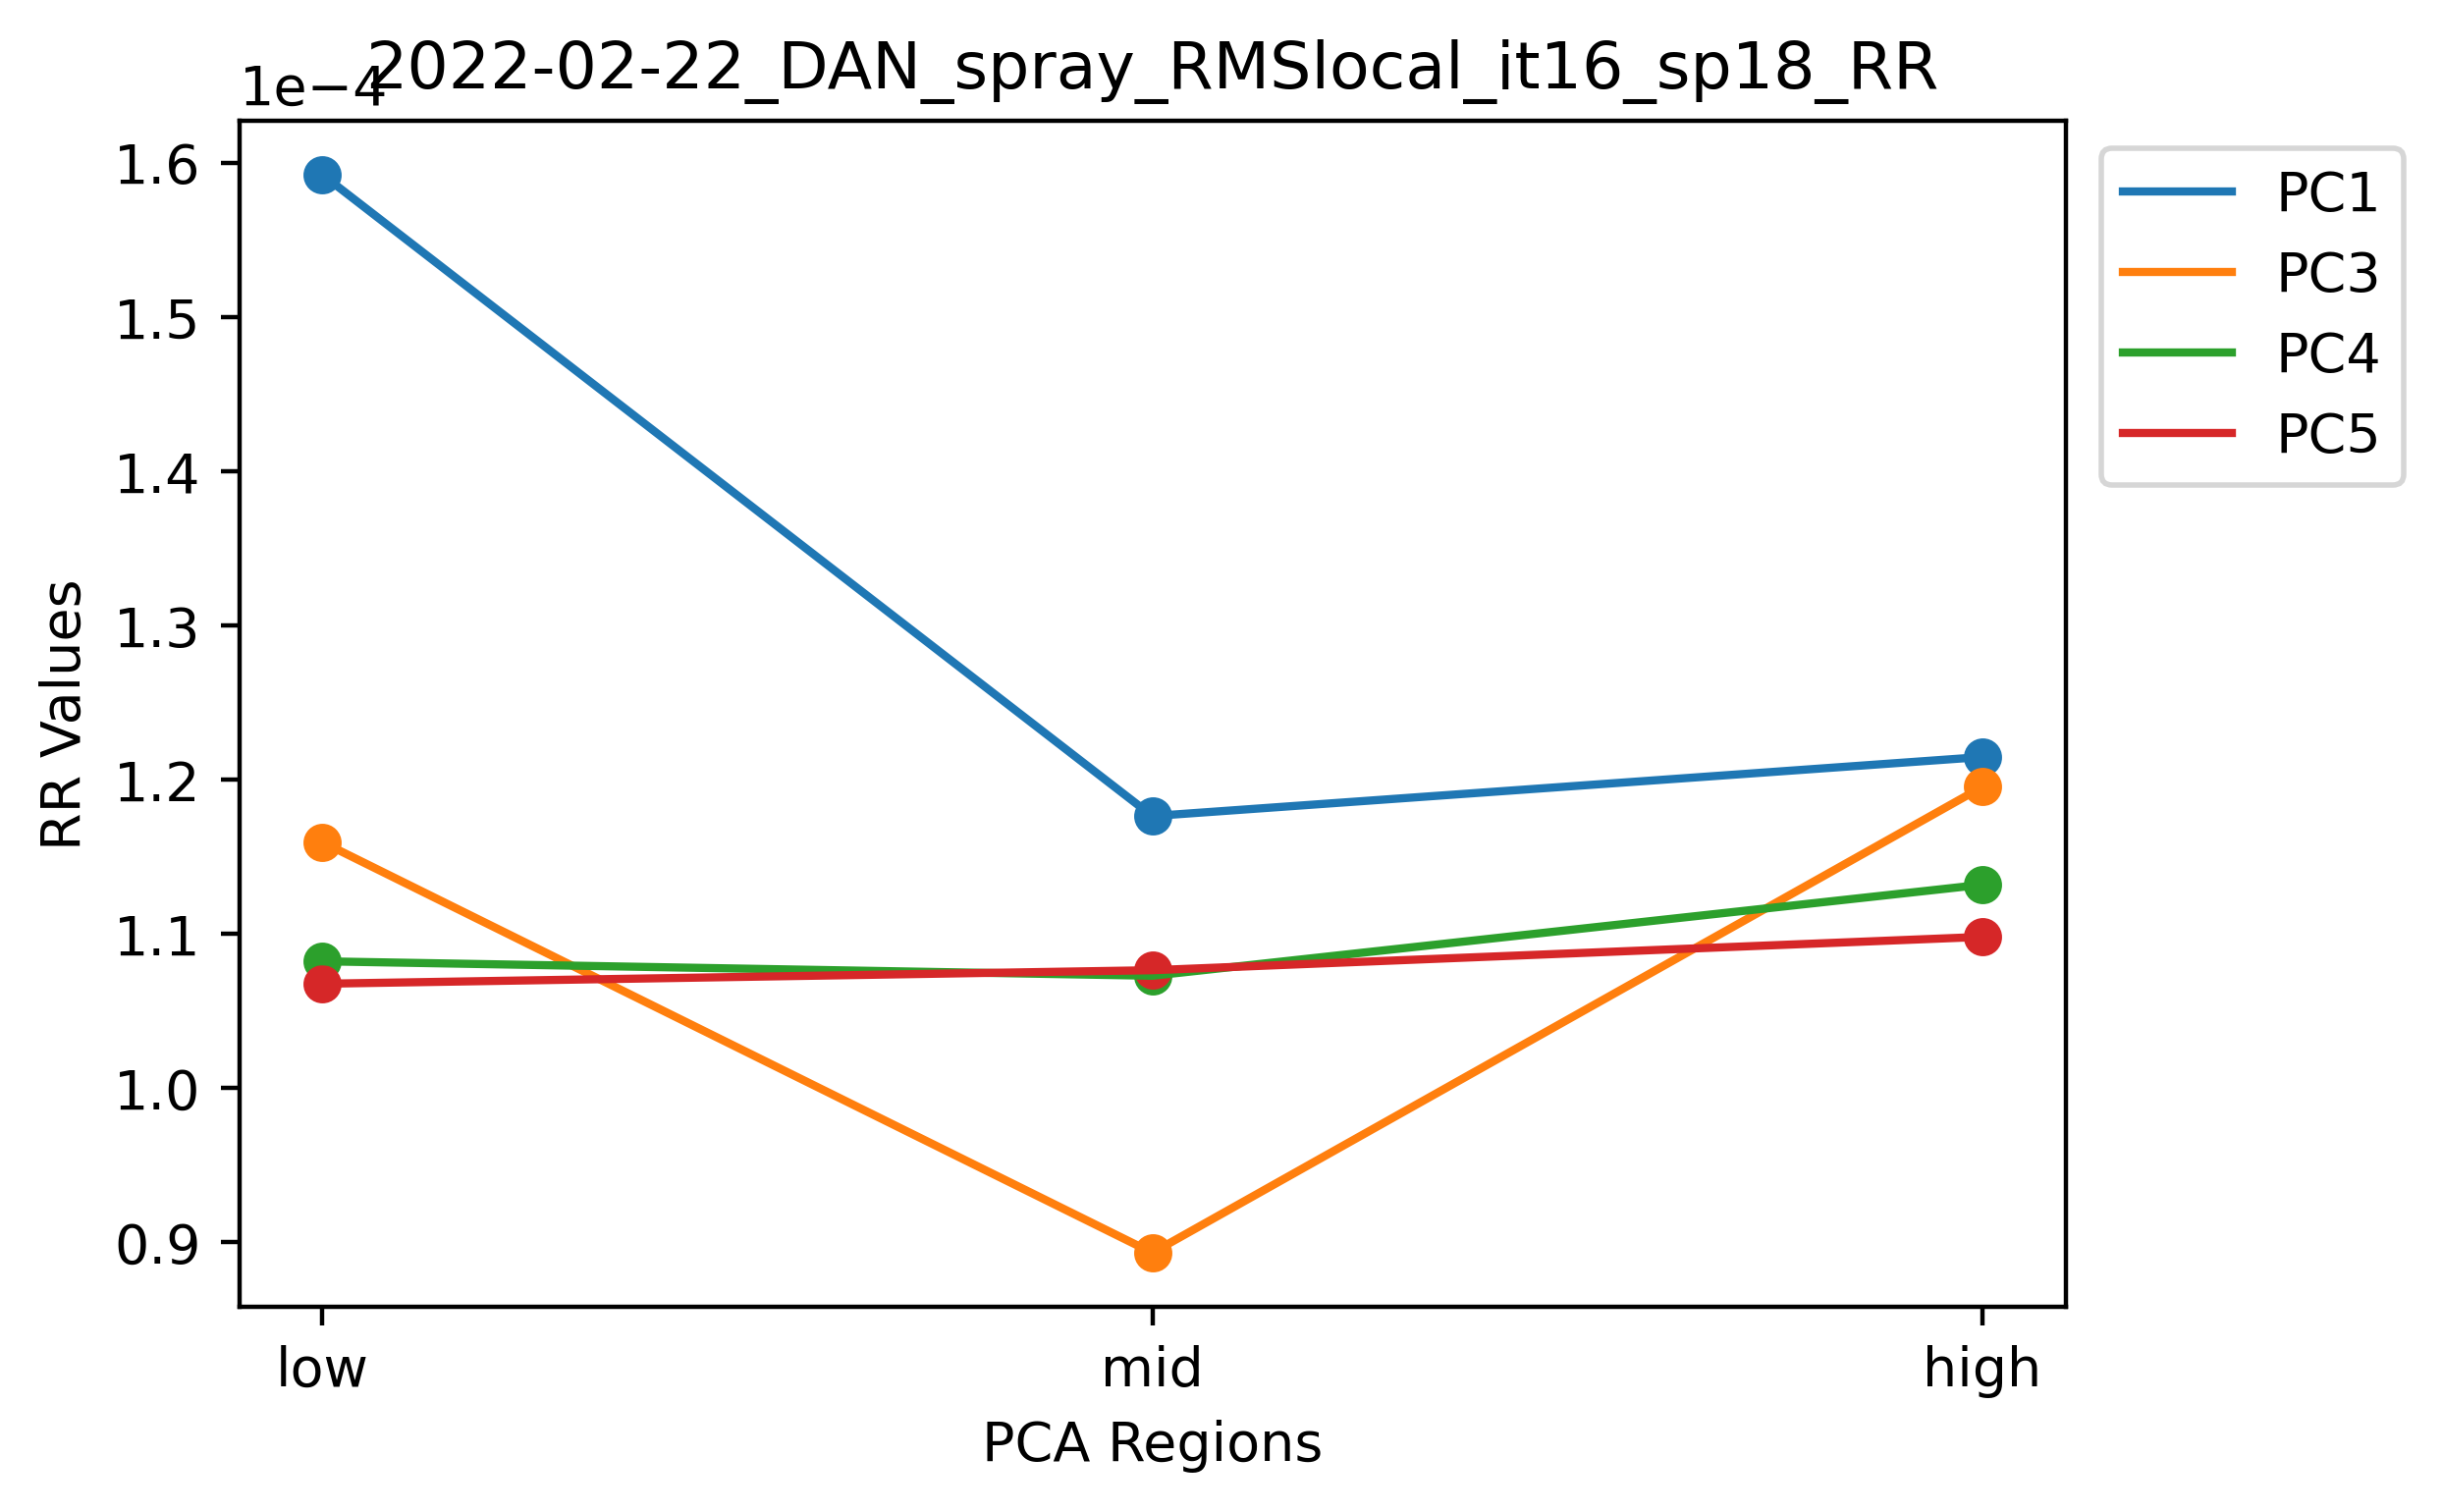 2022-02-22_DAN_spray_RMSlocal_it16_sp18_RR
1e−4
1.6
1.5
1.4
1.3
1.2
1.1
1.0
0.9
RR Values
low
mid
high
PCA Regions
PC1
PC3
PC4
PC5